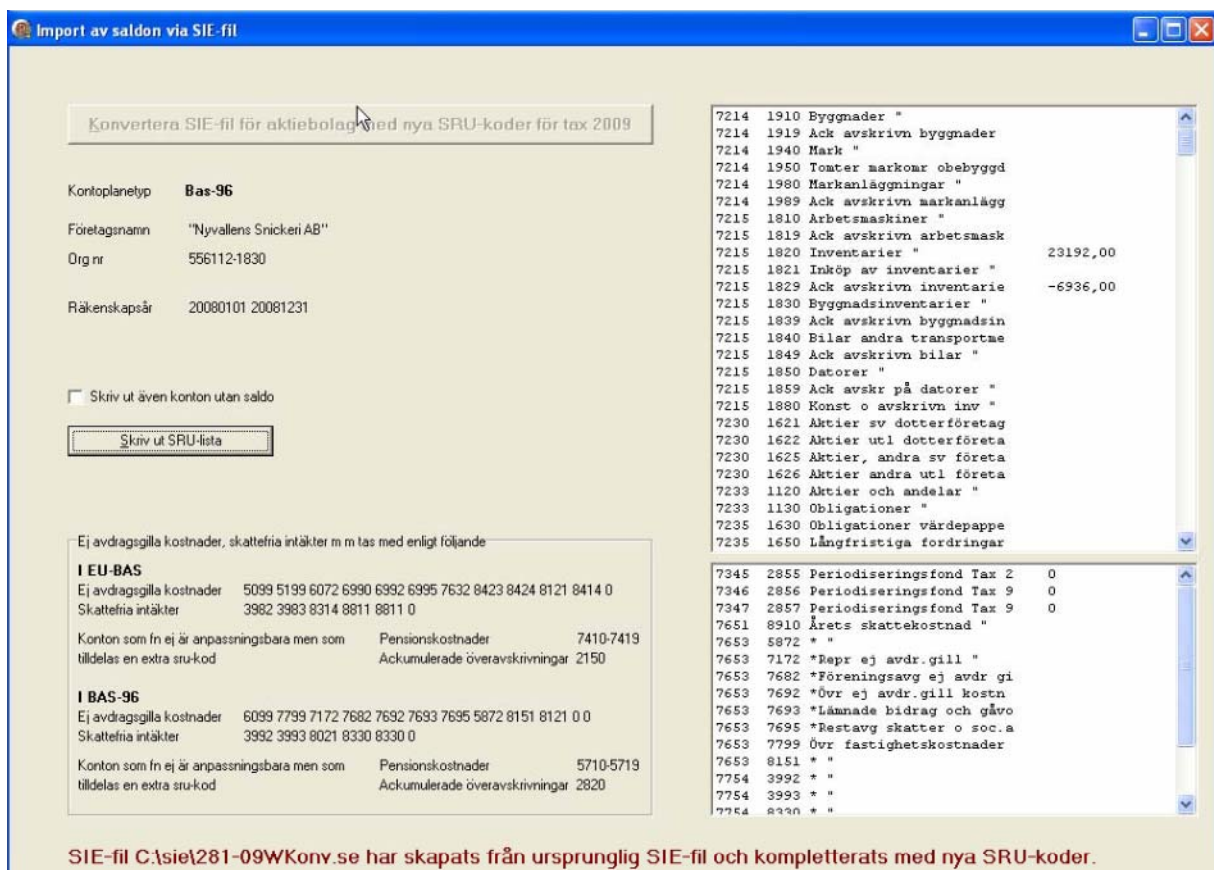 Import av saldon via SIE-fil
Konvertera SIE-fil för aktiebolag med nya SRU-koder för tax 2009
Kontoplanetyp Bas-96
Företagsnamn "Nyvallens Snickeri AB"
Org nr 556112-1830
Räkenskapsår 20080101 20081231
Skriv ut även konton utan saldo
Skriv ut SRU-lista
Ej avdragsgilla kostnader, skattefria intäkter m m tas med enligt följande
I EU-BAS
Ej avdragsgilla kostnader 5099 5199 6072 6990 6992 6995 7632 8423 8424 8121 8414 0
Skattefria intäkter 3982 3983 8314 8811 8811 0
Konton som fn ej är anpassningsbara men som Pensionskostnader 7410-7419
tilldelas en extra sru-kod Ackumulerade överavskrivningar 2150
I BAS-96
Ej avdragsgilla kostnader 6099 7799 7172 7682 7692 7693 7695 5872 8151 8121 0 0
Skattefria intäkter 3992 3993 8021 8330 8330 0
Konton som fn ej är anpassningsbara men som Pensionskostnader 5710-5719
tilldelas en extra sru-kod Ackumulerade överavskrivningar 2820
7214 1910 Byggnader "
7214 1919 Ack avskrivn byggnader
7214 1940 Mark "
7214 1950 Tomter markomr obebyggd
7214 1980 Markanläggningar "
7214 1989 Ack avskrivn markanlägg
7215 1810 Arbetsmaskiner "
7215 1819 Ack avskrivn arbetsmask
7215 1820 Inventarier " 23192,00
7215 1821 Inköp av inventarier "
7215 1829 Ack avskrivn inventarie -6936,00
7215 1830 Byggnadsinventarier "
7215 1839 Ack avskrivn byggnadsin
7215 1840 Bilar andra transportme
7215 1849 Ack avskrivn bilar "
7215 1850 Datorer "
7215 1859 Ack avskr på datorer "
7215 1880 Konst o avskrivn inv "
7230 1621 Aktier sv dotterföretag
7230 1622 Aktier utl dotterföreta
7230 1625 Aktier, andra sv företa
7230 1626 Aktier andra utl företa
7233 1120 Aktier och andelar "
7233 1130 Obligationer "
7235 1630 Obligationer värdepappe
7235 1650 Långfristiga fordringar
7345 2855 Periodiseringsfond Tax 2 0
7346 2856 Periodiseringsfond Tax 9 0
7347 2857 Periodiseringsfond Tax 9 0
7651 8910 Årets skattekostnad "
7653 5872 * "
7653 7172 *Repr ej avdr.gill "
7653 7682 *Föreningsavg ej avdr gi
7653 7692 *Övr ej avdr.gill kostn
7653 7693 *Lämnade bidrag och gåvo
7653 7695 *Restavg skatter o soc.a
7653 7799 Övr fastighetskostnader
7653 8151 * "
7754 3992 * "
7754 3993 * "
7754 8330 * "
SIE-fil C:\sie\281-09WKonv.se har skapats från ursprunglig SIE-fil och kompletterats med nya SRU-koder.